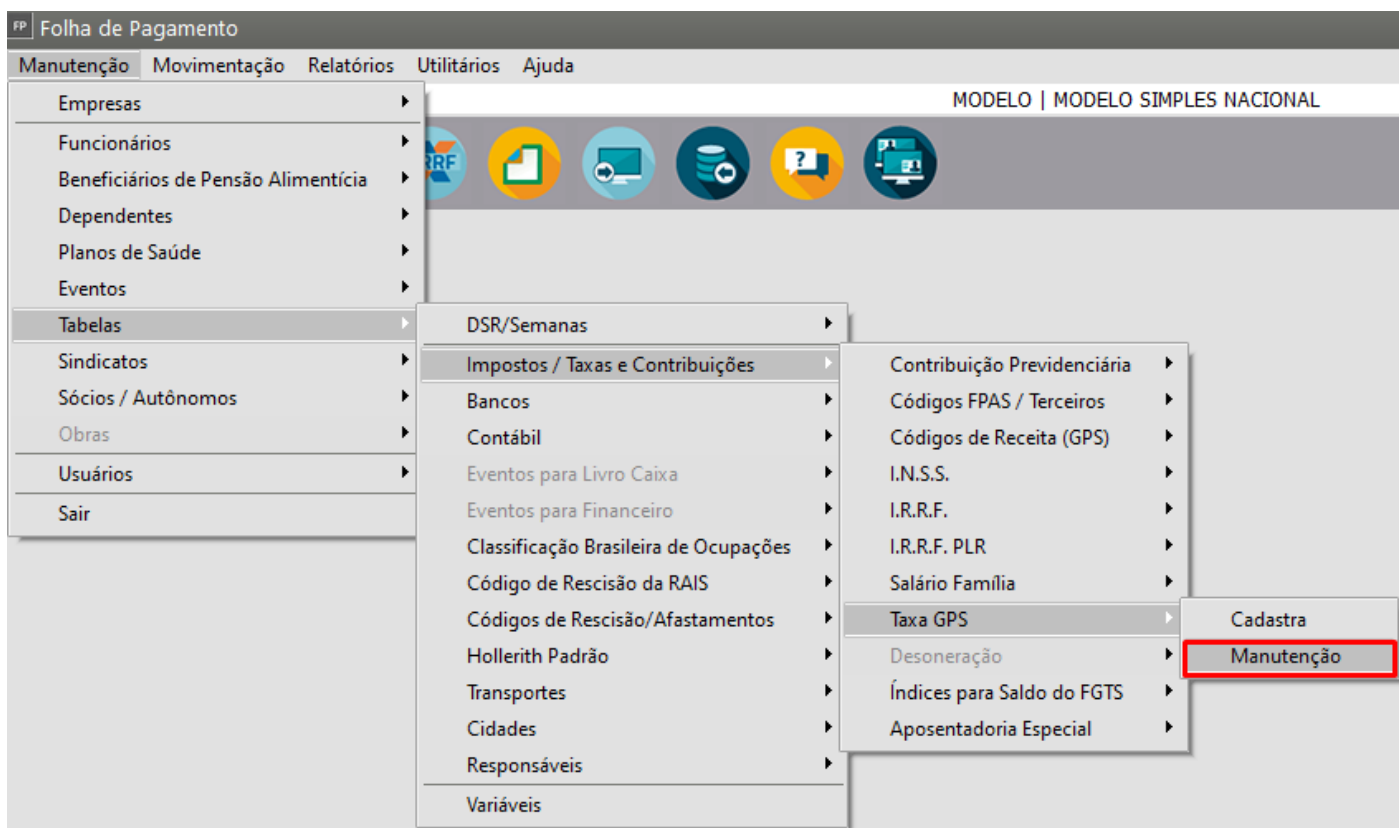 FP Folha de Pagamento
Manutenção Movimentação Relatórios Utilitários Ajuda
MODELO | MODELO SIMPLES NACIONAL
RRF
?
Empresas
Funcionários
Beneficiários de Pensão Alimentícia
Dependentes
Planos de Saúde
Eventos
Tabelas
Sindicatos
Sócios / Autônomos
Obras
Usuários
Sair
DSR/Semanas
Impostos / Taxas e Contribuições
Bancos
Contábil
Eventos para Livro Caixa
Eventos para Financeiro
Classificação Brasileira de Ocupações
Código de Rescisão da RAIS
Códigos de Rescisão/Afastamentos
Hollerith Padrão
Transportes
Cidades
Responsáveis
Variáveis
Contribuição Previdenciária
Códigos FPAS / Terceiros
Códigos de Receita (GPS)
I.N.S.S.
I.R.R.F.
I.R.R.F. PLR
Salário Família
Taxa GPS
Desoneração
Índices para Saldo do FGTS
Aposentadoria Especial
Cadastra
Manutenção